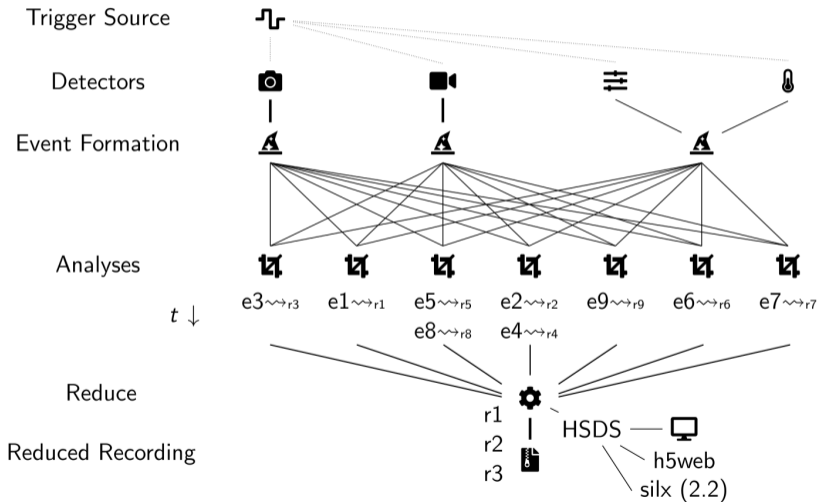 Trigger Source
Detectors
Event Formation
Analyses
e3⇝r3 e1⇝r1 e5⇝r5 e2⇝r2 e9⇝r9 e6⇝r6 e7⇝r7
t ↓
e8⇝r8 e4⇝r4
Reduce
r1
HSDS
r2
Reduced Recording
h5web
r3
silx (2.2)